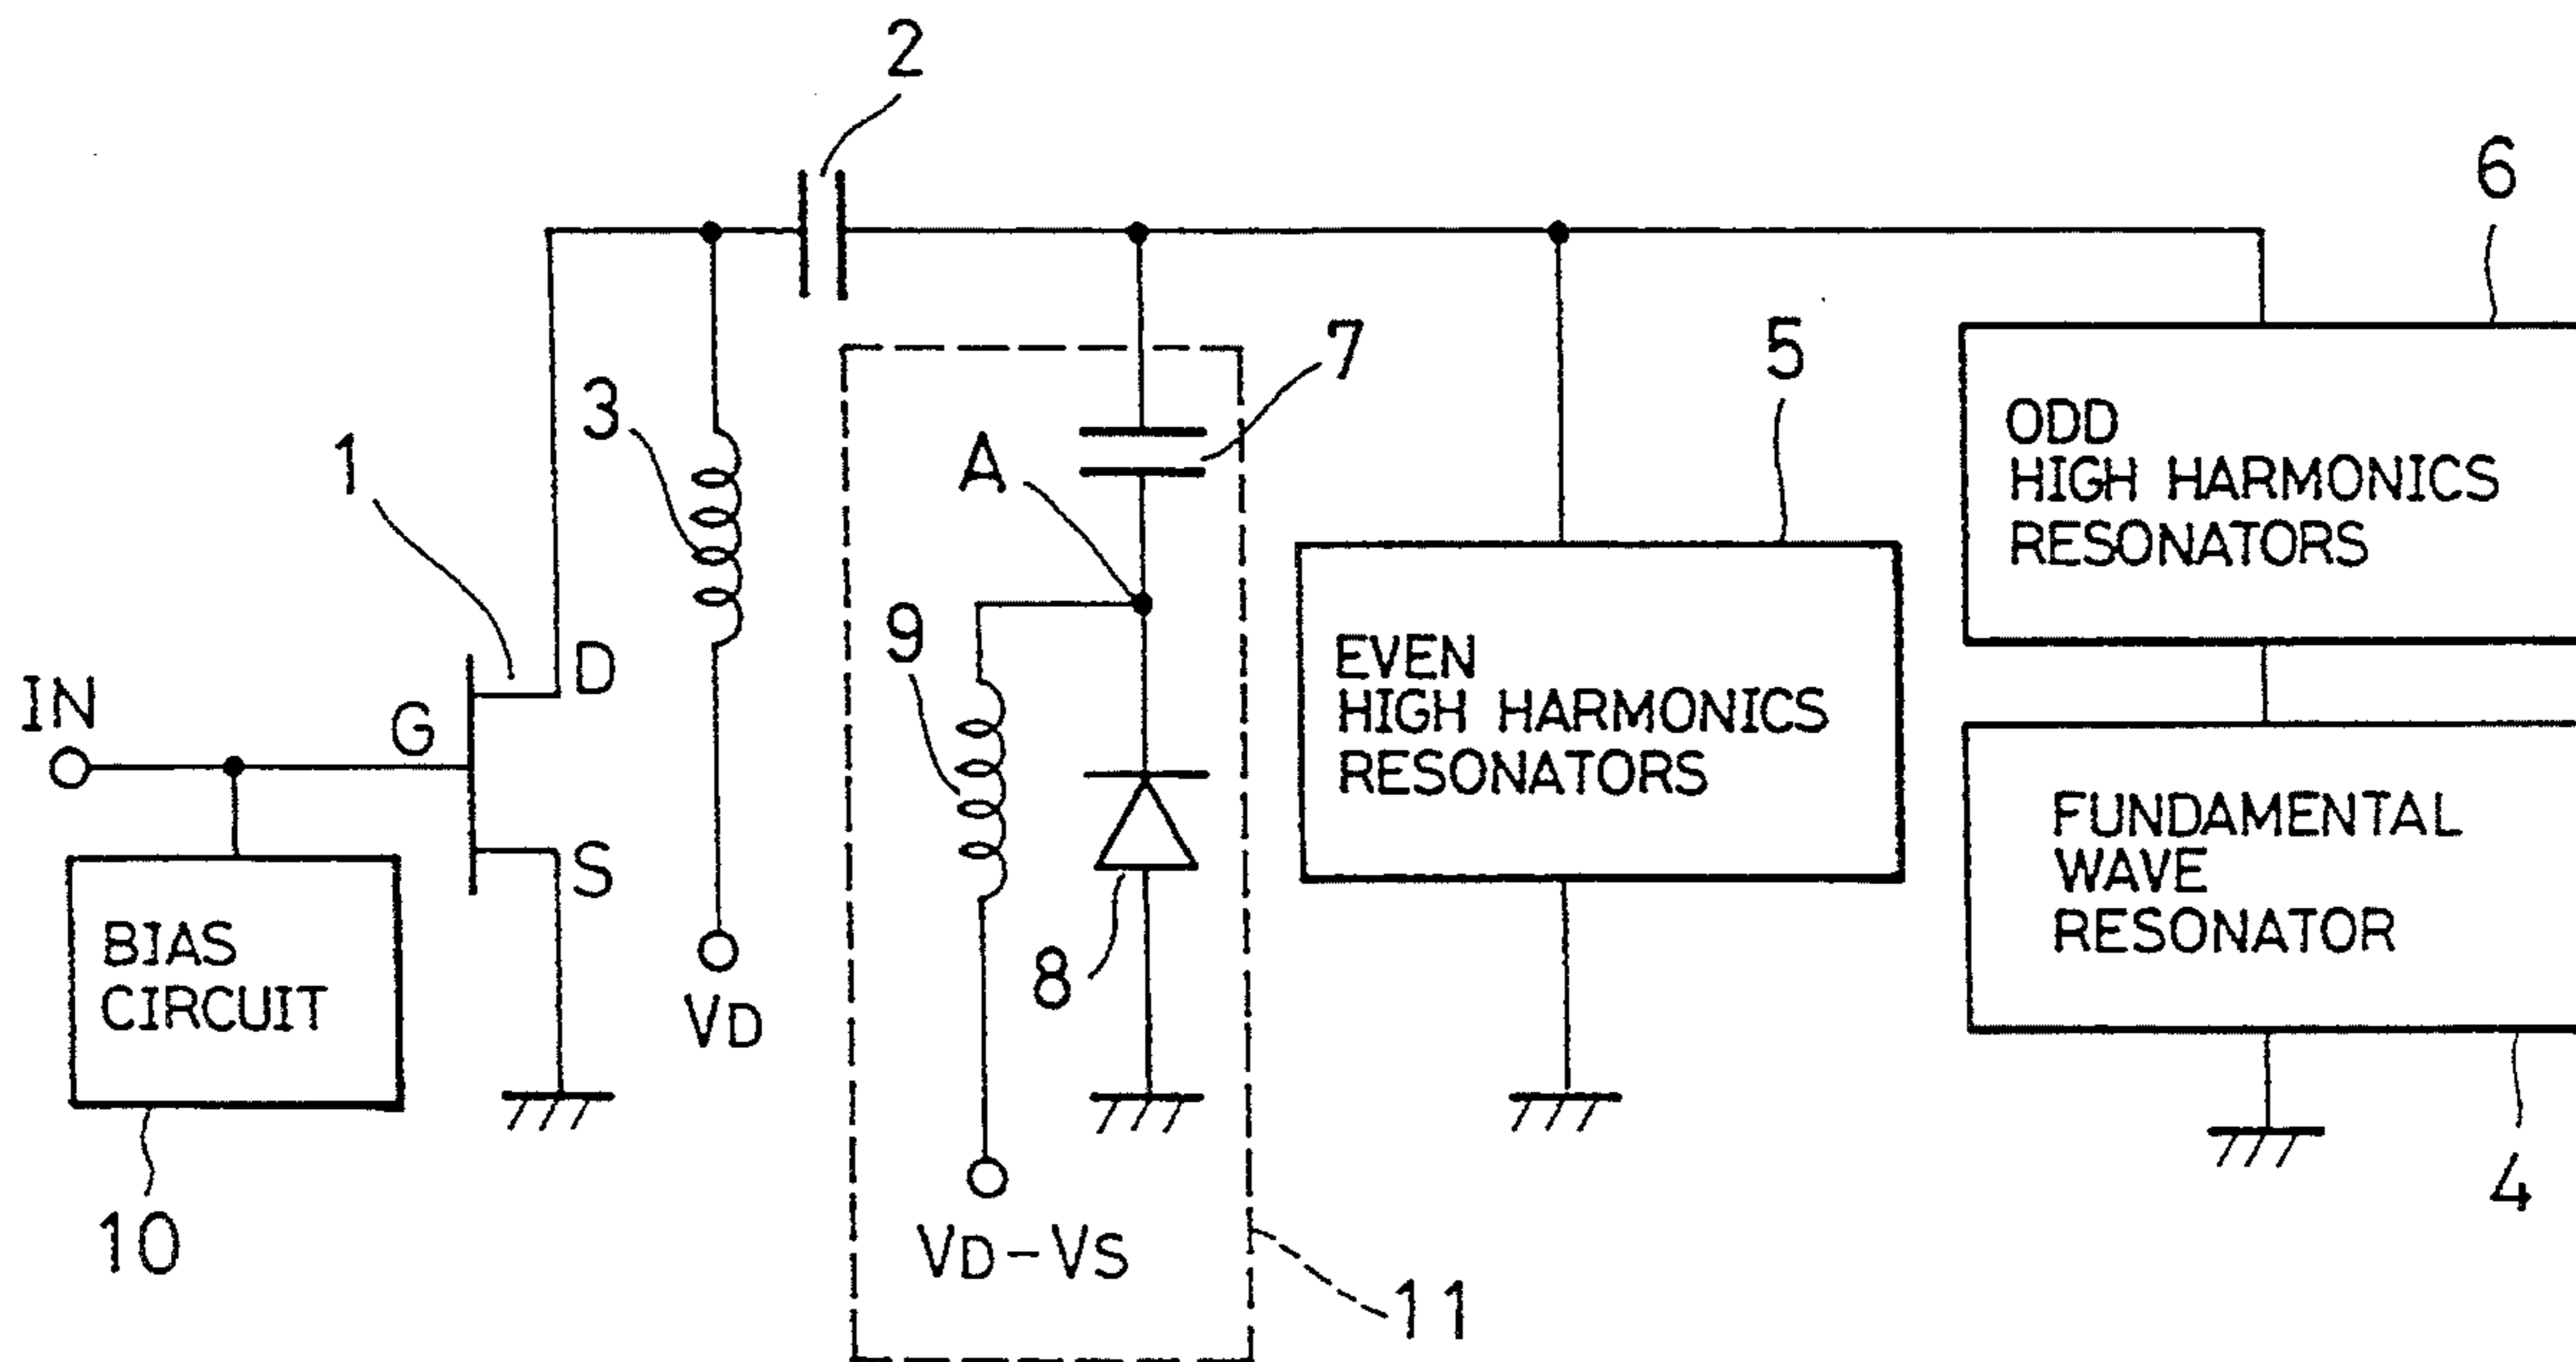 2
6
7
5
3
A
1
ODD
HIGH HARMONICS
RESONATORS
9
D
IN
G
EVEN
HIGH HARMONICS
RESONATORS
S
8
FUNDAMENTAL
WAVE
RESONATOR
BIAS
CIRCUIT
VD
10
VD-VS
4
11